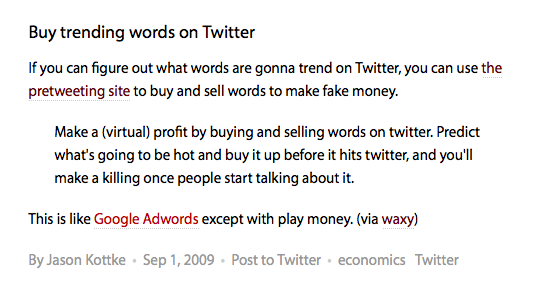 Buy trending words on Twitter
If you can figure out what words are gonna trend on Twitter, you can use the
pretweeting site to buy and sell words to make fake money.
Make a (virtual) profit by buying and selling words on twitter. Predict
what's going to be hot and buy it up before it hits twitter, and you'll
make a killing once people start talking about it.
This is like Google Adwords except with play money. (via waxy)
By Jason Kottke • Sep 1, 2009 • Post to Twitter • economics Twitter